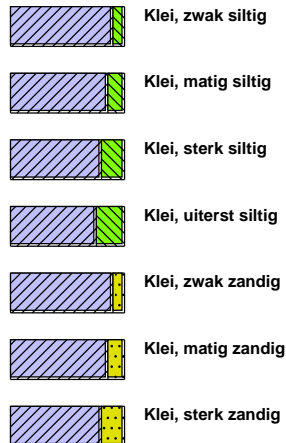 Klei, zwak siltig
Klei, matig siltig
Klei, sterk siltig
Klei, uiterst siltig
Klei, zwak zandig
Klei, matig zandig
Klei, sterk zandig